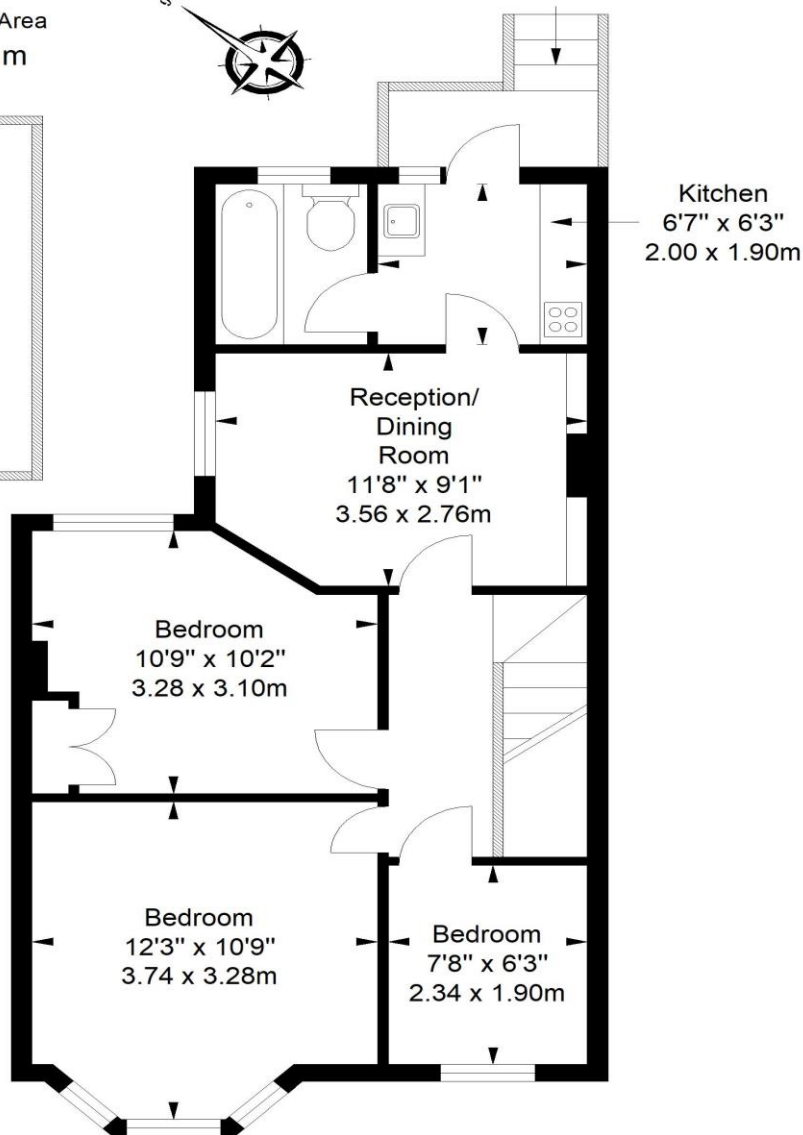 Area
m
S
Kitchen
6'7" x 6'3"
2.00 x 1.90m
Reception/
Dining
Room
11'8" x 9'1"
3.56 x 2.76m
Bedroom
10'9" x 10'2"
3.28 x 3.10m
Bedroom
12'3" x 10'9"
3.74 x 3.28m
Bedroom
7'8" x 6'3"
2.34 x 1.90m